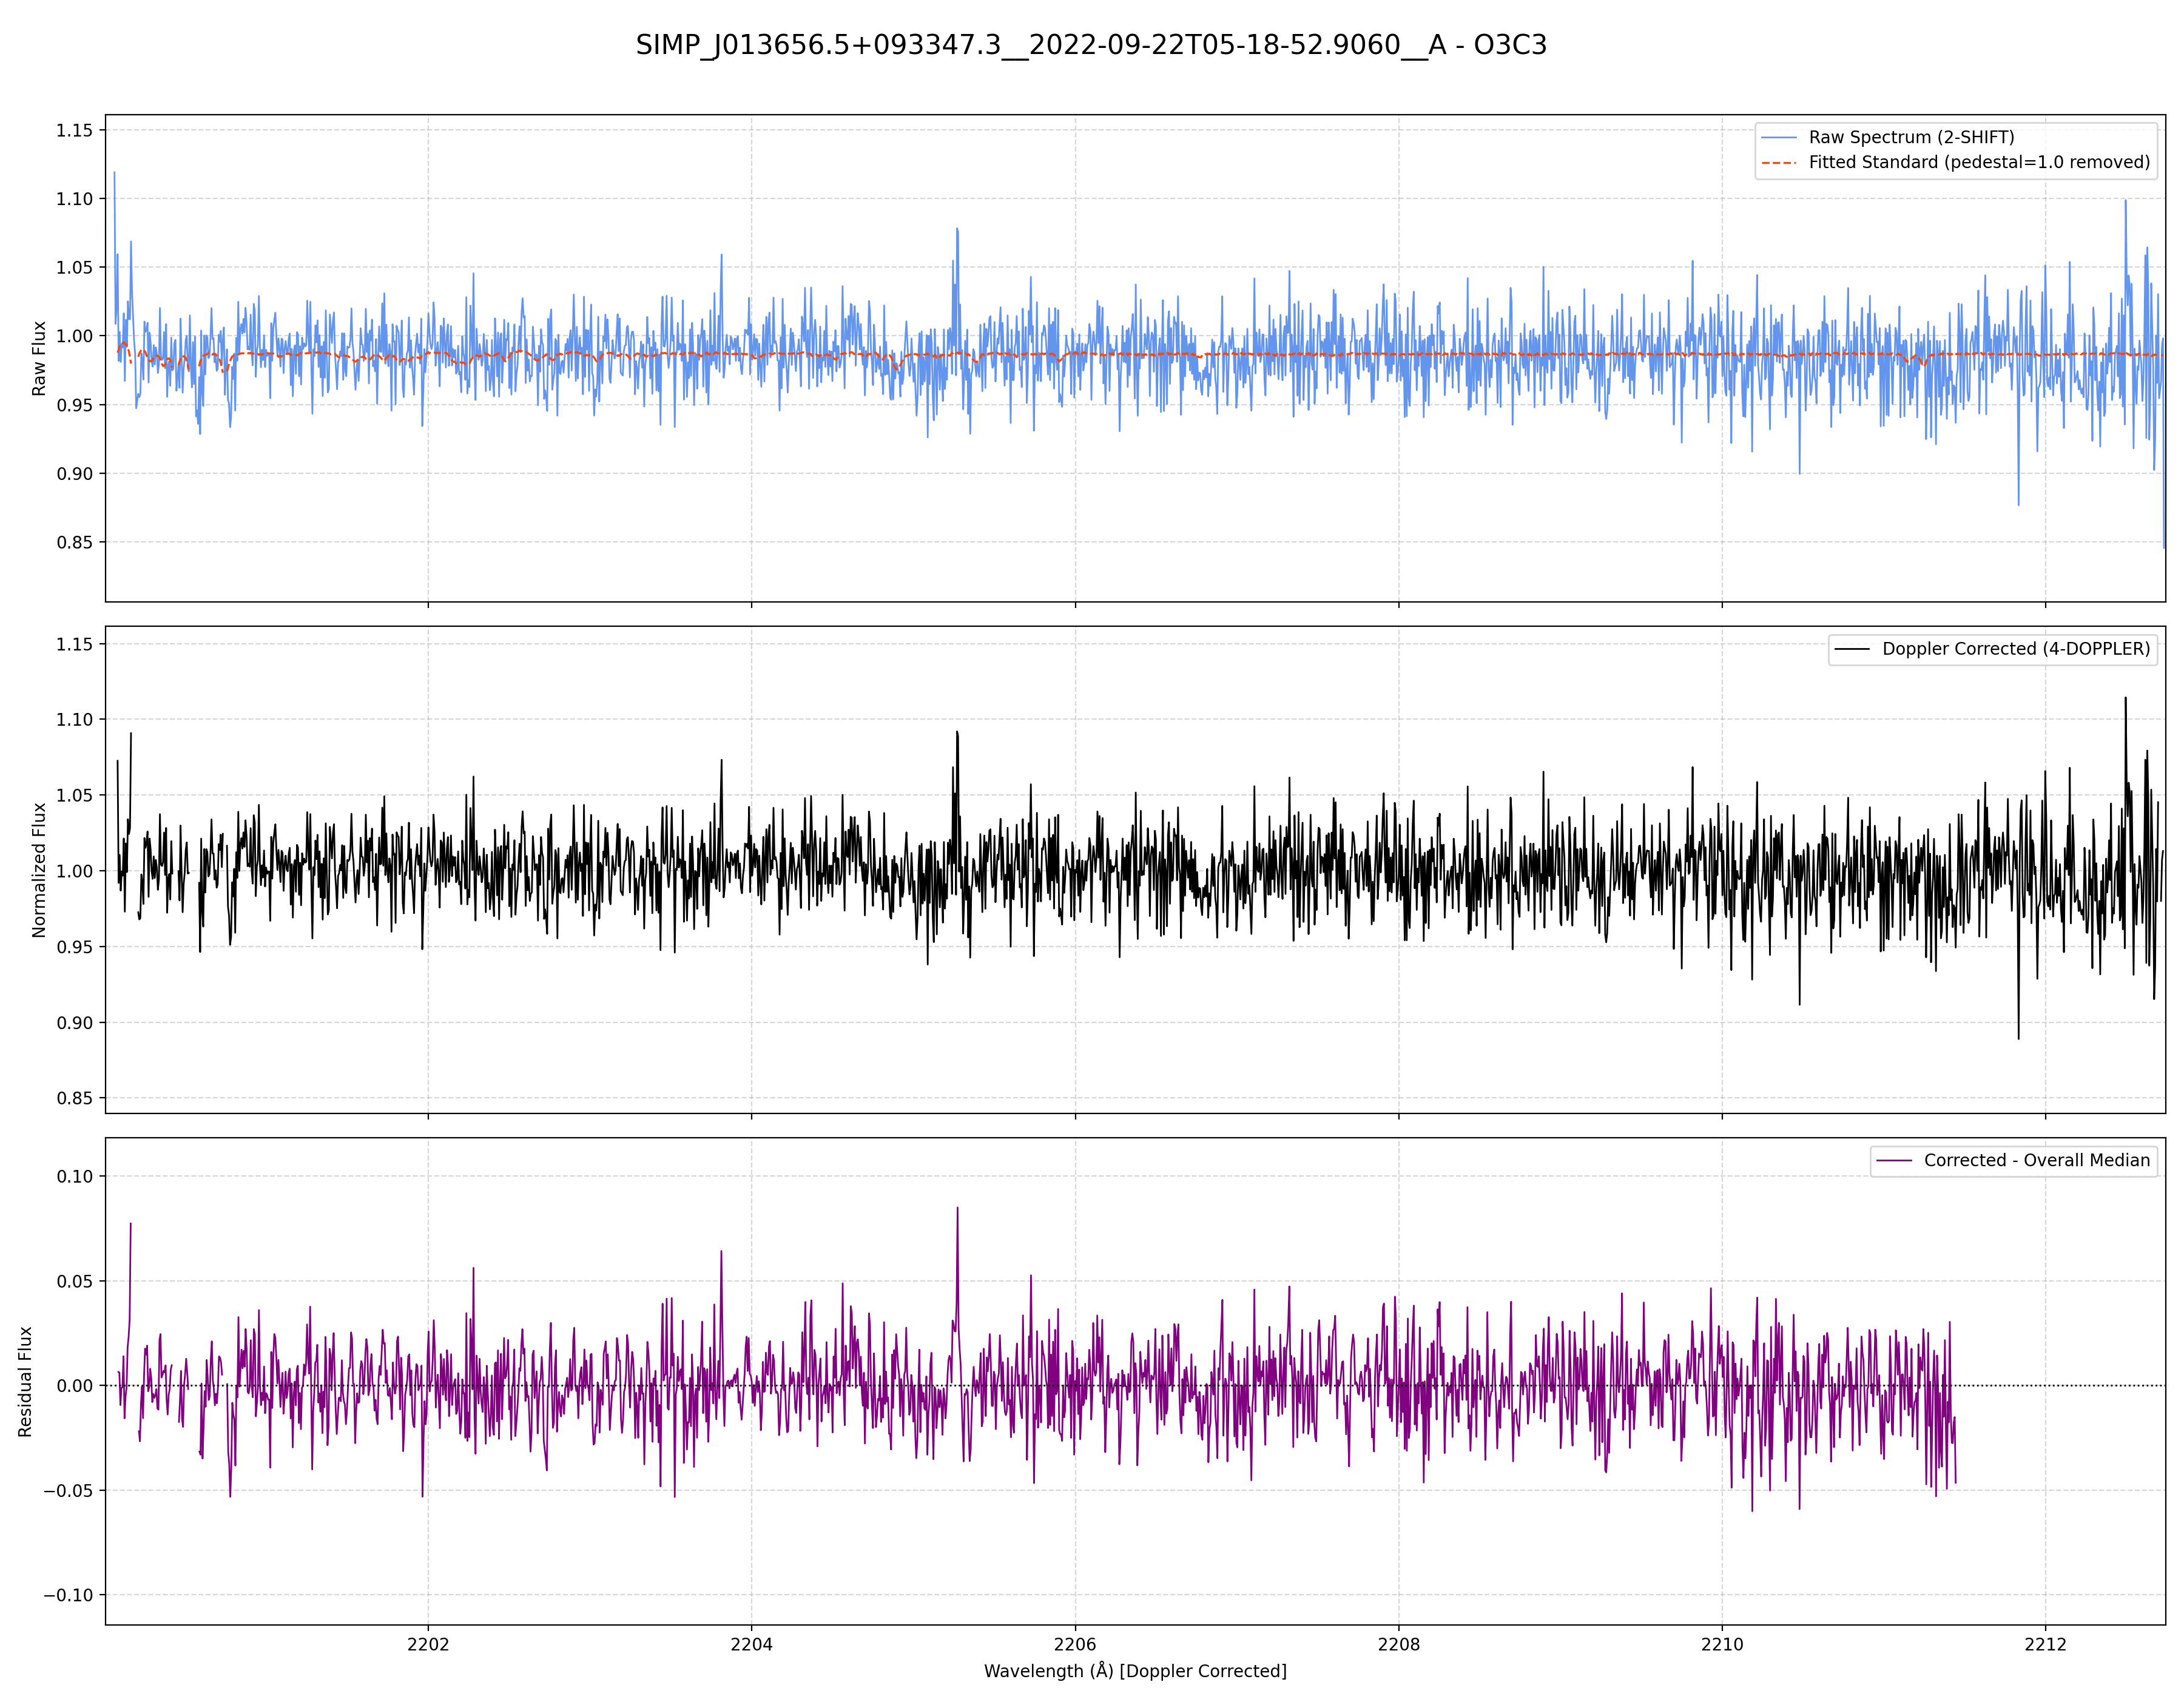 SIMP_J013656.5+093347.3__2022-09-22T05-18-52.9060__A - O3C3
1.15
1.10
1.05
1.00
0.95
0.90
0.85
Raw Flux
Raw Spectrum (2-SHIFT)
Fitted Standard (pedestal=1.0 removed)
1.15
1.10
1.05
1.00
0.95
0.90
0.85
Normalized Flux
Doppler Corrected (4-DOPPLER)
0.10
0.05
0.00
−0.05
−0.10
Residual Flux
Corrected - Overall Median
2202 2204 2206 2208 2210 2212
Wavelength (Å) [Doppler Corrected]